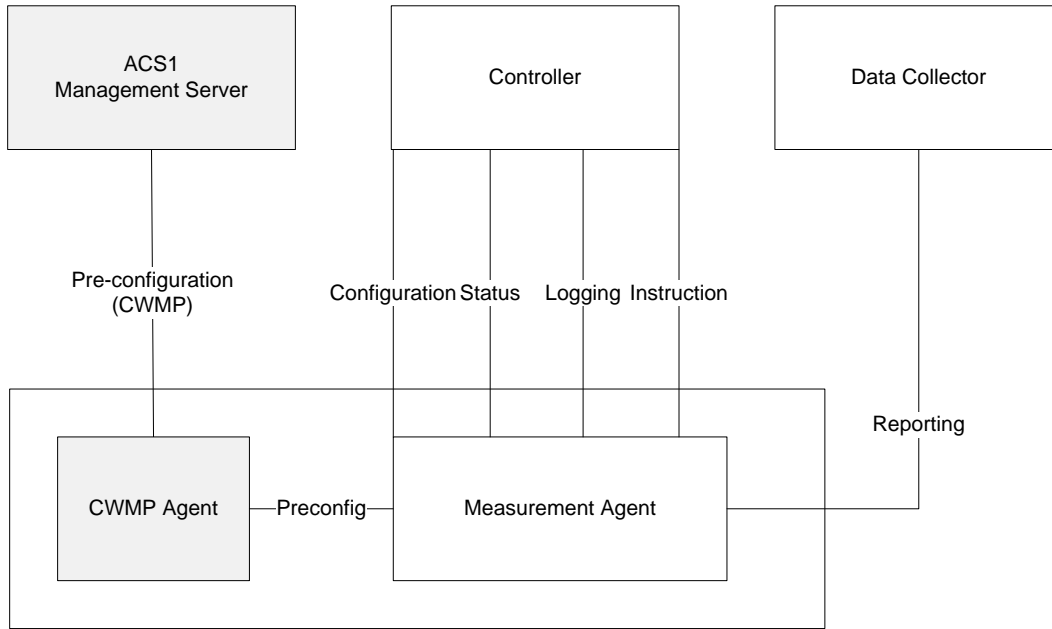 ACS1
Management Server
Controller
Data Collector
Pre-configuration
(CWMP)
Configuration
Status
Logging
Instruction
Reporting
CWMP Agent
Preconfig
Measurement Agent